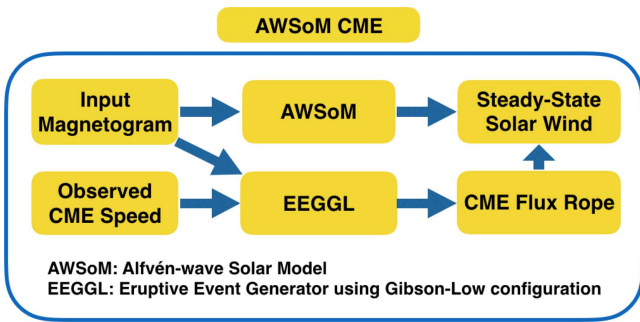 AWSoM CME
Input
Magnetogram
AWSoM
Steady-State
Solar Wind
Observed
CME Speed
EEGGL
CME Flux Rope
AWSoM: Alfvén-wave Solar Model
EEGGL: Eruptive Event Generator using Gibson-Low configuration